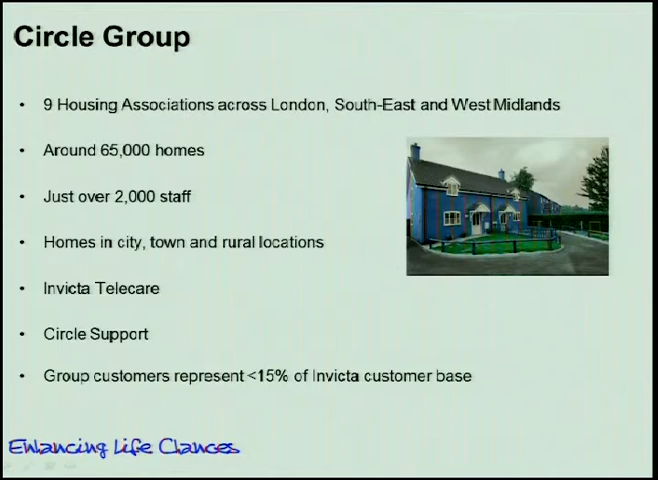 Circle Group
• 9 Housing Associations across London, South-East and West Midlands
• Around 65,000 homes
• Just over 2,000 staff
• Homes in city, town and rural locations
• Invicta Telecare
• Circle Support
• Group customers represent <15% of Invicta customer base
Enhancing Life Chances